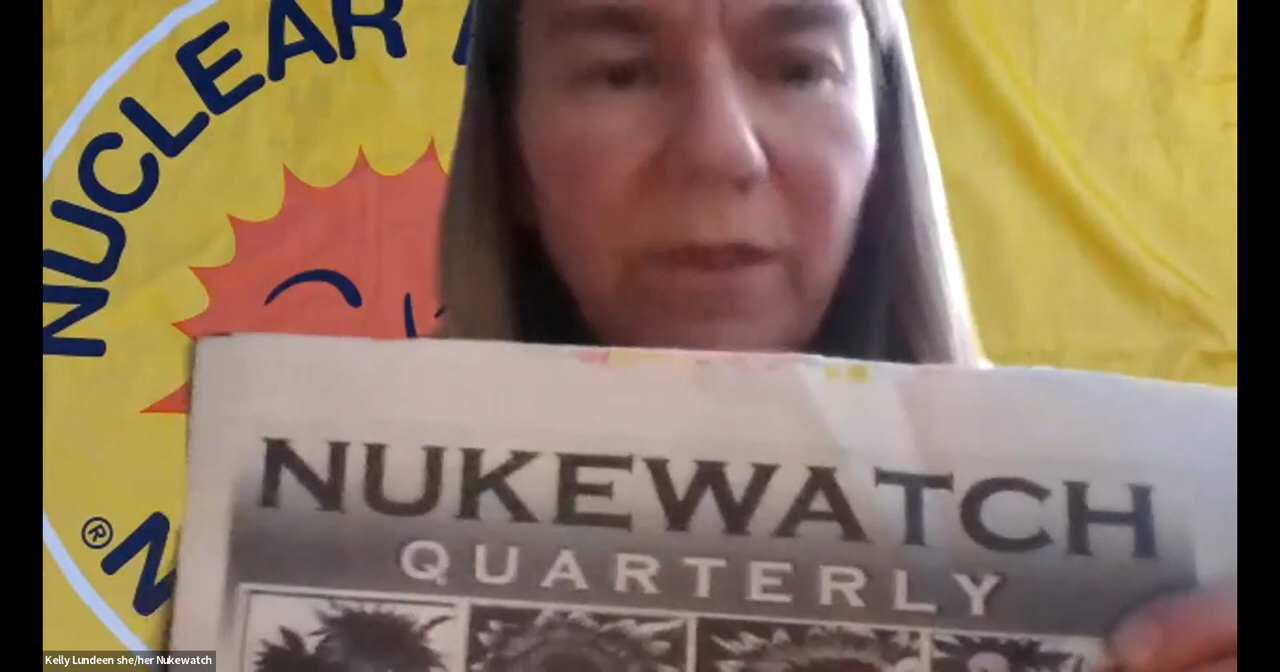 NUCLEAR
NUKEWATCH
QUARTERLY
N
®
Kelly Lundeen she/her Nukewatch